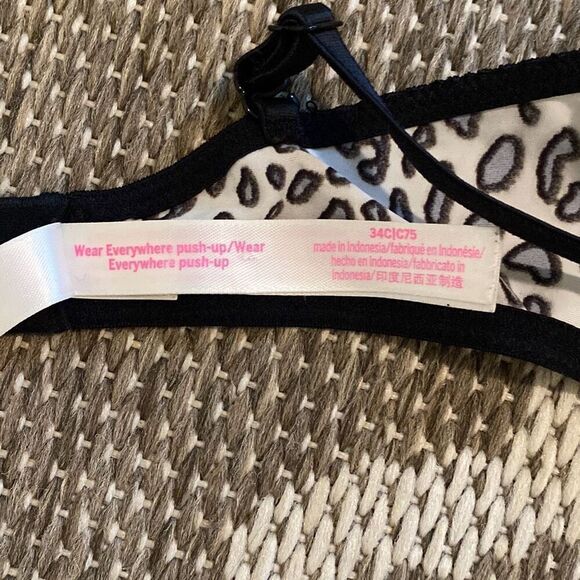 Wear Everywhere push-up/Wear
Everywhere push-up
34C|C75
made in Indonesia/fabriqué en Indonésie/
hecho en Indonesia/fabbricato in
Indonesia/印度尼西亚制造